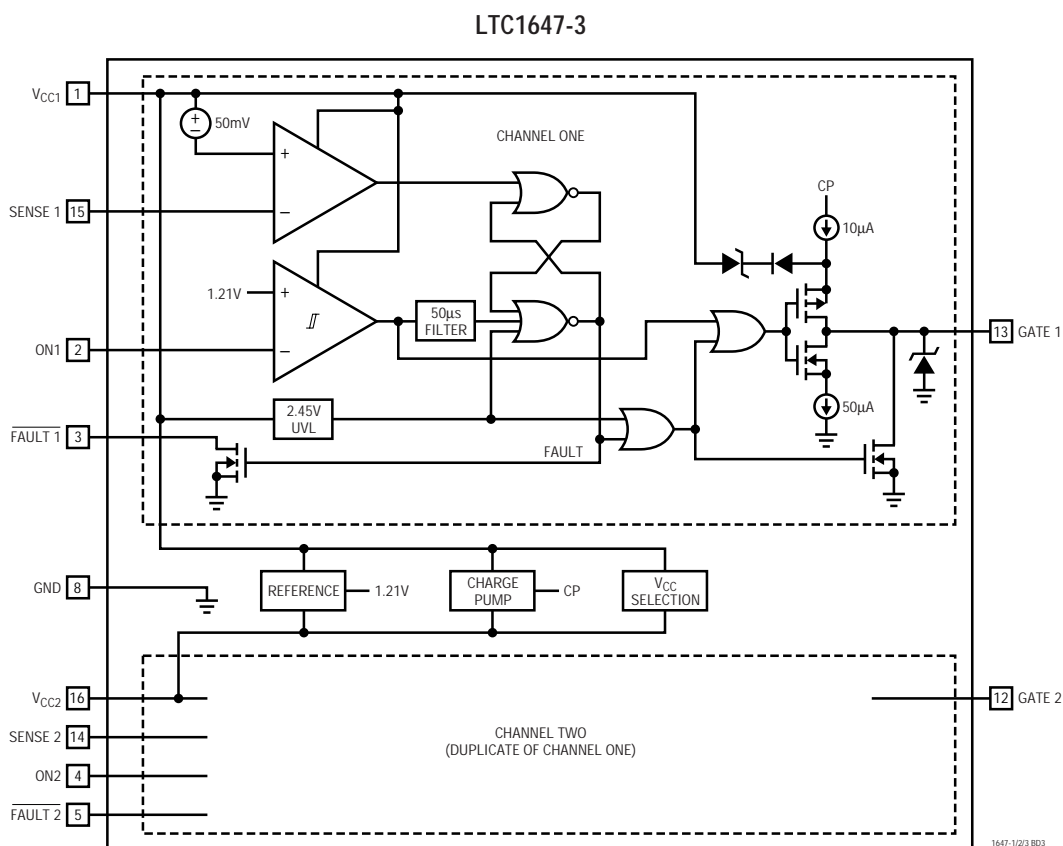 LTC1647-3
VCC1 1
+
−
50mV
+
−
CHANNEL ONE
SENSE 1 15
CP
10µA
1.21V
+
−
50µs
FILTER
ON1 2
13 GATE 1
2.45V
UVL
50µA
FAULT 1 3
FAULT
GND 8
REFERENCE
1.21V
CHARGE
PUMP
CP
VCC
SELECTION
VCC2 16
12 GATE 2
SENSE 2 14
CHANNEL TWO
(DUPLICATE OF CHANNEL ONE)
ON2 4
FAULT 2 5
1647-1/2/3 BD3